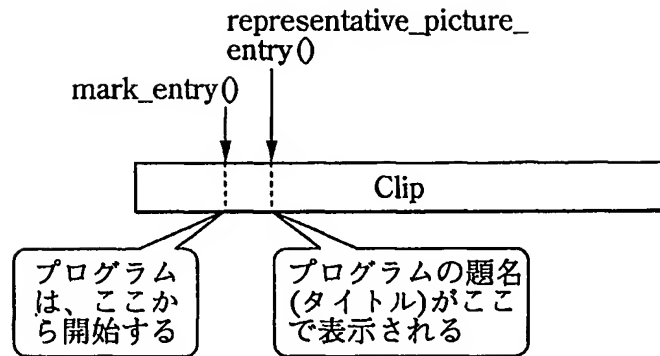 representative_picture_
entry()
mark_entry()
Clip
プログラム
は、ここか
ら開始する
プログラムの題名
(タイトル)がここ
で表示される